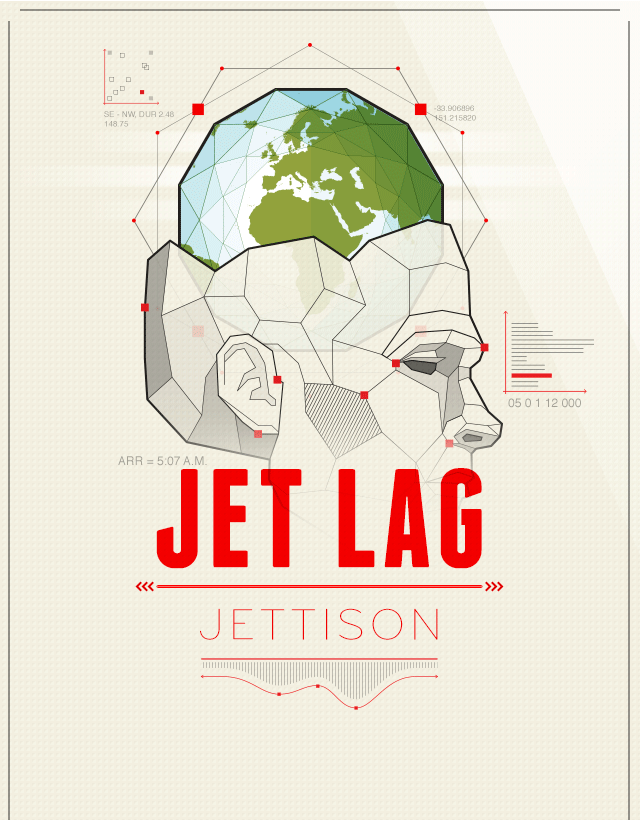 SE - NW, DUR 2.48
148.75
-33.906896
151.215820
05 0 1 12 000
ARR = 5:07 A.M.
JET LAG
JETTISON